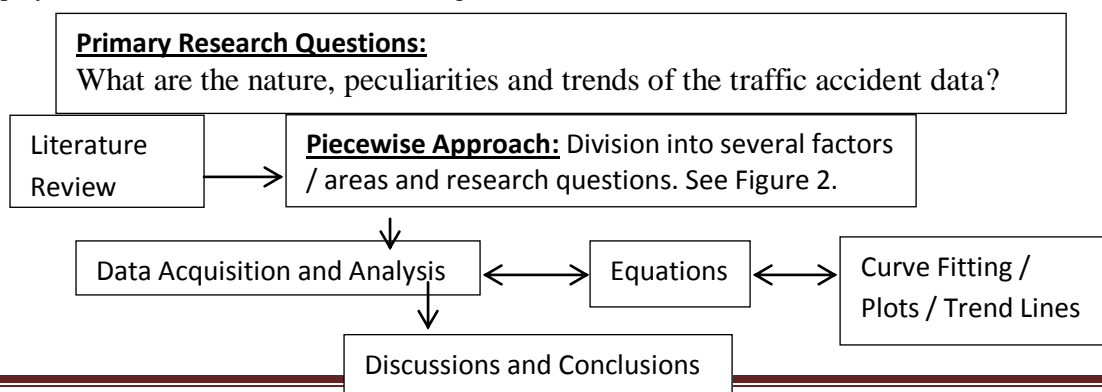 Primary Research Questions:
What are the nature, peculiarities and trends of the traffic accident data?
Literature
Review
Piecewise Approach: Division into several factors
/ areas and research questions. See Figure 2.
Data Acquisition and Analysis
Equations
Curve Fitting /
Plots / Trend Lines
Discussions and Conclusions